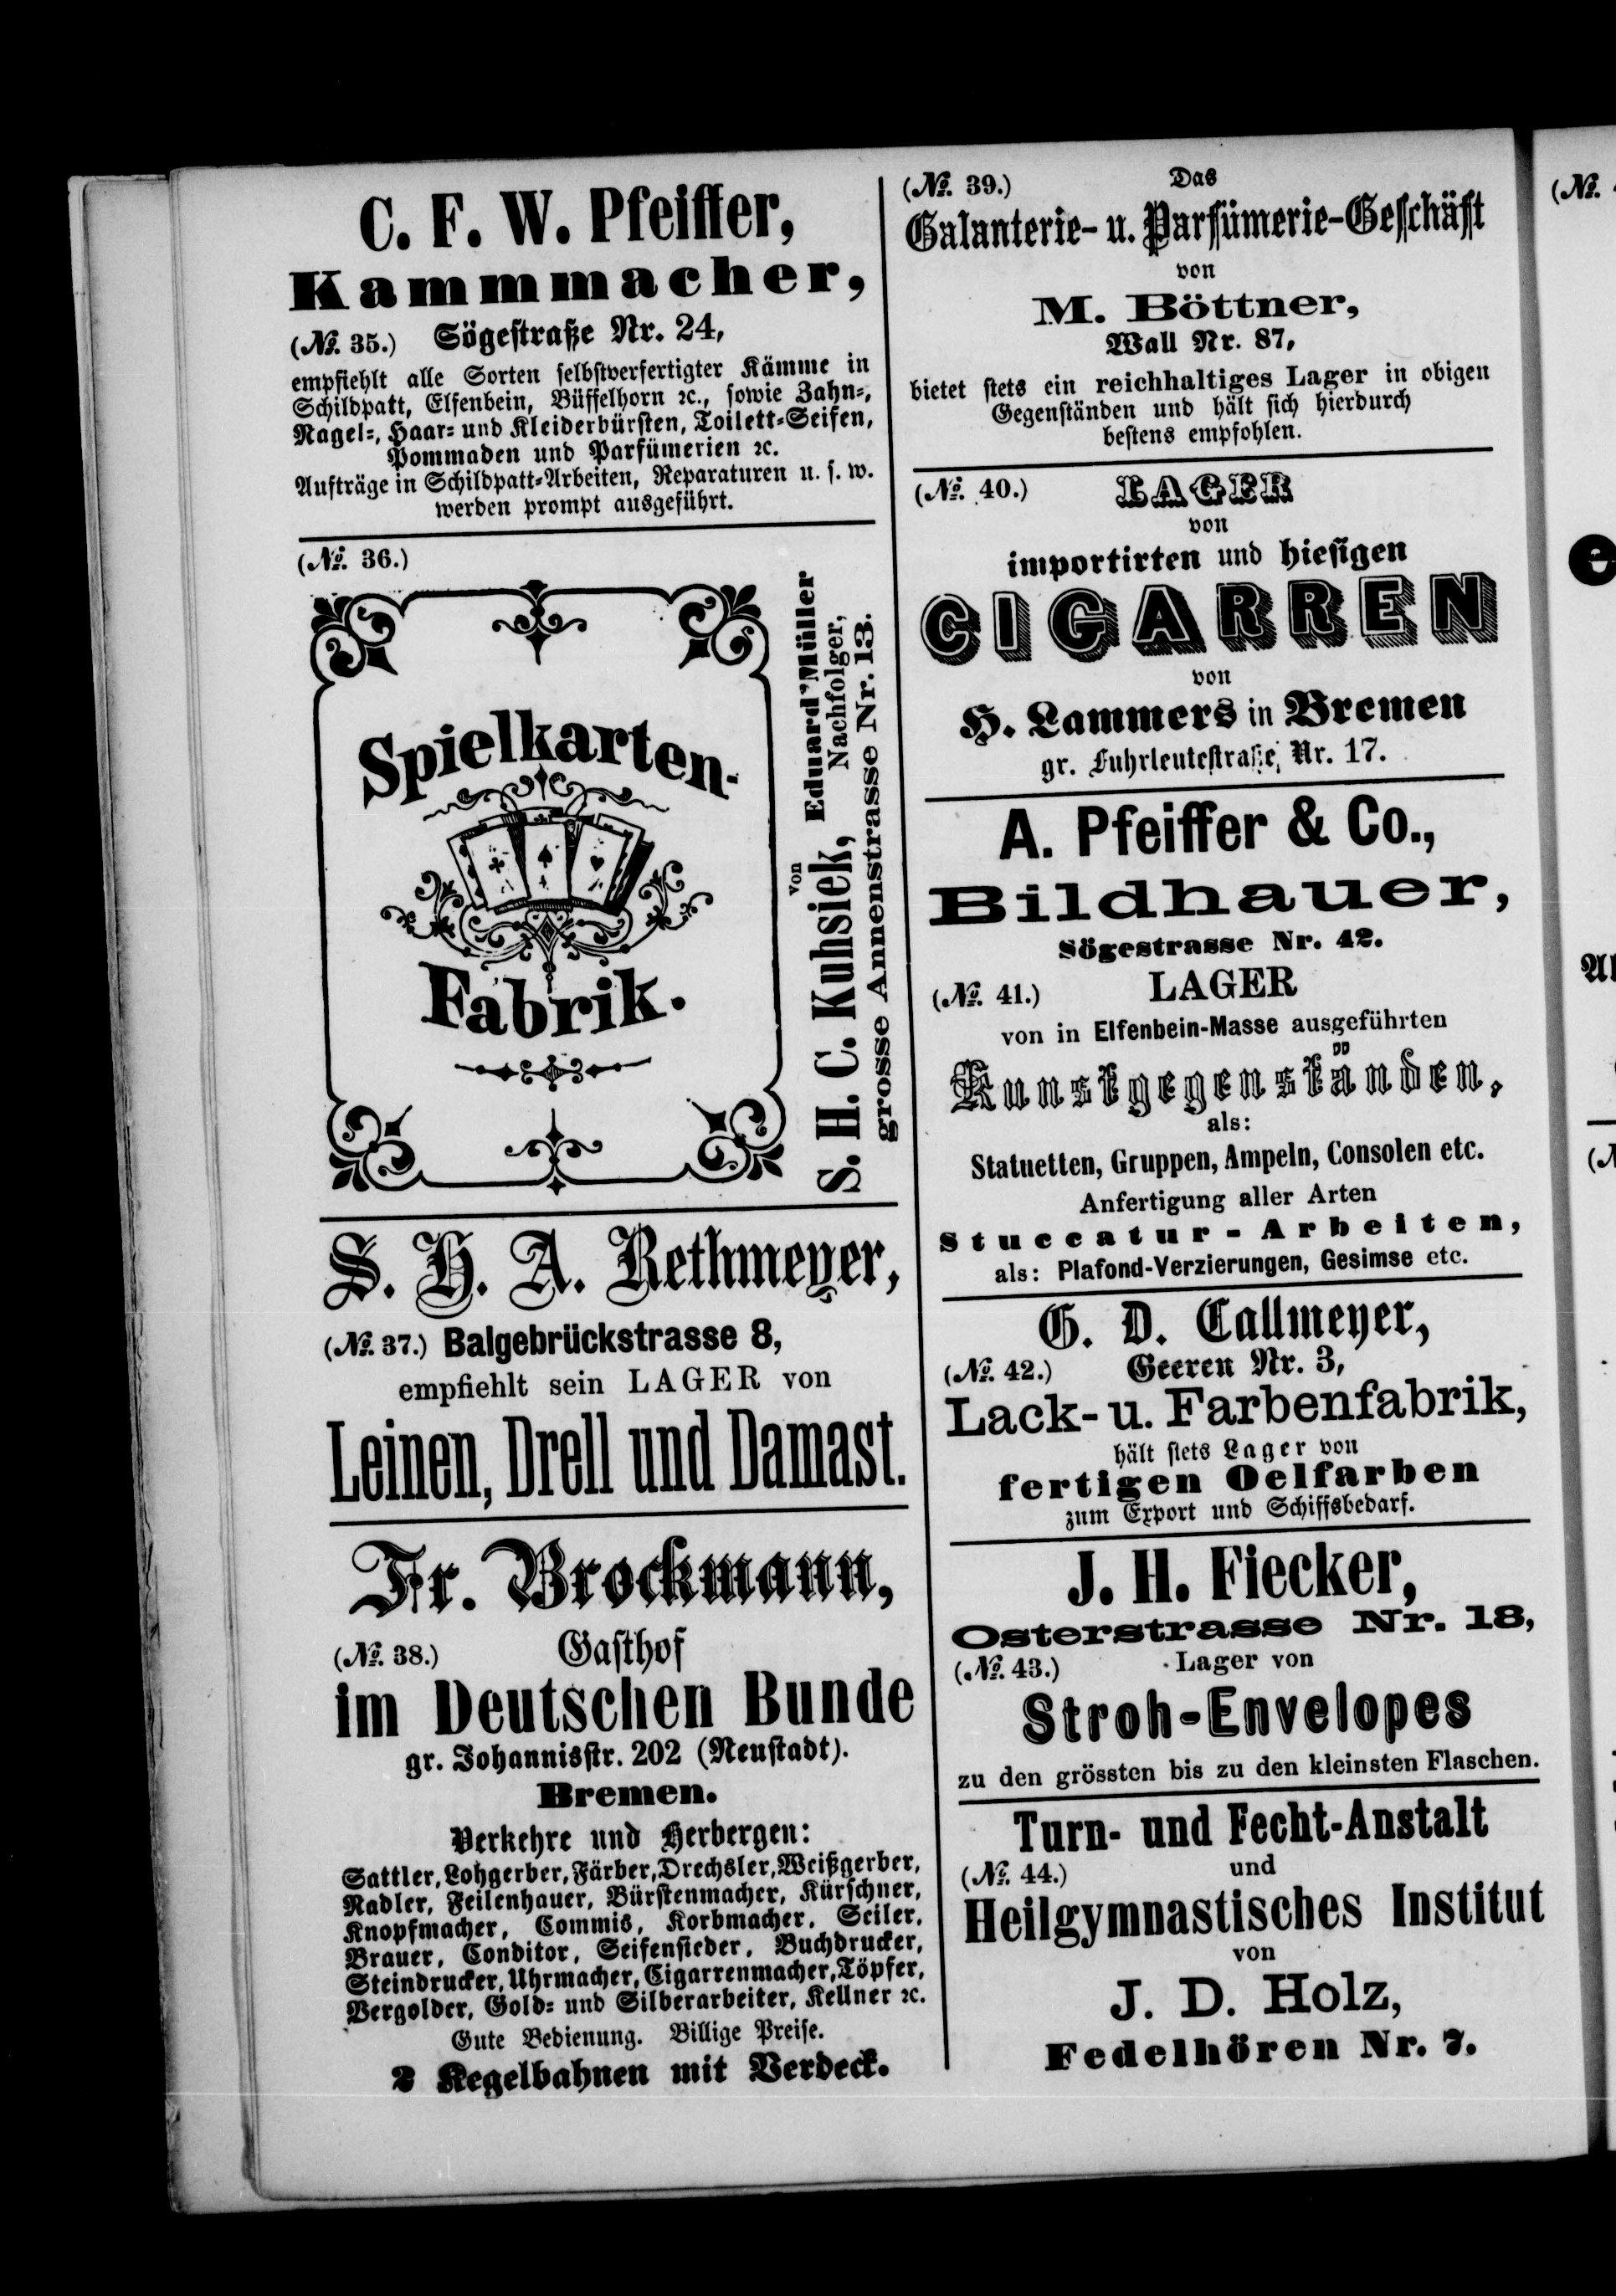 C. F. W. Pfeiffer,
Kammmacher,
(No. 35.) Sögestraße Nr. 24,
empfiehlt alle Sorten selbstverfertigter Kämme in
Schildpatt, Elfenbein, Büffelhorn ꝛc., sowie Zahn-,
Nagel-, Haar- und Kleiderbürsten, Toilett-Seifen,
Pommaden und Parfümerien ꝛc.
Aufträge in Schildpatt-Arbeiten, Reparaturen u. s. w.
werden prompt ausgeführt.
(No. 36.)
Spielkarten-
Fabrik.
von
S. H. C. Kuhsiek, Eduard Müller
Nachfolger,
grosse Annenstrasse Nr. 13.
S. H. A. Rethmeyer,
(No. 37.) Balgebrückstrasse 8,
empfiehlt sein LAGER von
Leinen, Drell und Damast.
Fr. Brockmann,
(No. 38.) Gasthof
im Deutschen Bunde
gr. Johannisstr. 202 (Neustadt).
Bremen.
Verkehre und Herbergen:
Sattler, Lohgerber, Färber, Drechsler, Weißgerber,
Nadler, Feilenhauer, Bürstenmacher, Kürschner,
Knopfmacher, Commis, Korbmacher, Seiler,
Brauer, Conditor, Seifensieder, Buchdrucker,
Steindrucker, Uhrmacher, Cigarrenmacher, Töpfer,
Vergolder, Gold- und Silberarbeiter, Kellner ꝛc.
Gute Bedienung. Billige Preise.
2 Kegelbahnen mit Verdeck.
(No. 39.) Das
Galanterie- u. Parfümerie-Geschäft
von
M. Böttner,
Wall Nr. 87,
bietet stets ein reichhaltiges Lager in obigen
Gegenständen und hält sich hierdurch
bestens empfohlen.
(No. 40.) LAGER
von
importirten und hiesigen
CIGARREN
von
H. Lammers in Bremen
gr. Fuhrleutestraße Nr. 17.
A. Pfeiffer & Co.,
Bildhauer,
Sögestrasse Nr. 42.
(No. 41.) LAGER
von in Elfenbein-Masse ausgeführten
Kunstgegenständen,
als:
Statuetten, Gruppen, Ampeln, Consolen etc.
Anfertigung aller Arten
Stuccatur-Arbeiten,
als: Plafond-Verzierungen, Gesimse etc.
G. D. Callmeyer,
(No. 42.) Geeren Nr. 3,
Lack- u. Farbenfabrik,
hält stets Lager von
fertigen Oelfarben
zum Export und Schiffsbedarf.
J. H. Fiecker,
Osterstrasse Nr. 18,
(No. 43.) Lager von
Stroh-Envelopes
zu den grössten bis zu den kleinsten Flaschen.
Turn- und Fecht-Anstalt
(No. 44.) und
Heilgymnastisches Institut
von
J. D. Holz,
Fedelhören Nr. 7.